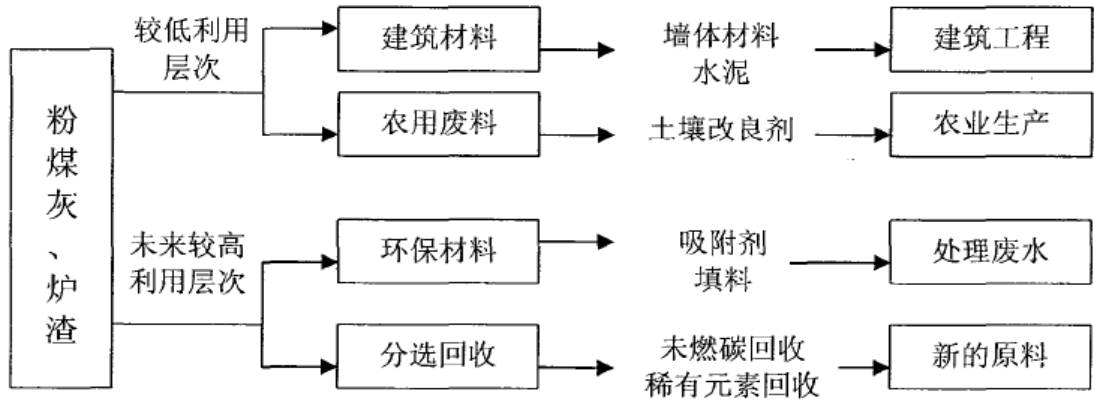 粉煤灰、炉渣
较低利用
层次
建筑材料
墙体材料
水泥
建筑工程
农用废料
土壤改良剂
农业生产
未来较高
利用层次
环保材料
吸附剂
填料
处理废水
分选回收
未燃碳回收
稀有元素回收
新的原料